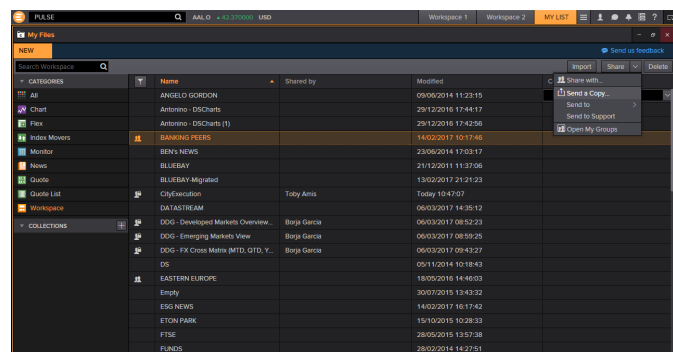 PULSE AALO 42.370000 USD Workspace 1 Workspace 2 MY LIST ?
My Files
NEW Send us feedback
Search Workspace Q Import Share Delete
CATEGORIES Name Shared by Modified C Share with...
All ANGELO GORDON 09/06/2014 11:23:15 Send a Copy...
Chart Antonino - DSCharts 29/12/2016 17:44:17 Send to
Flex Antonino - DSCharts (1) 29/12/2016 17:42:56 Send to Support
Index Movers BANKING PEERS 14/02/2017 10:17:46 Open My Groups
Monitor BEN's NEWS 23/06/2014 17:03:17
News BLUEBAY 21/12/2011 11:37:06
Quote BLUEBAY-Migrated 13/02/2017 21:21:23
Quote List CityExecution Toby Amis Today 10:47:07
Workspace DATASTREAM 06/03/2017 14:35:12
COLLECTIONS DDG - Developed Markets Overview... Borja Garcia 06/03/2017 08:52:23
DDG - Emerging Markets View Borja Garcia 06/03/2017 08:59:25
DDG - FX Cross Matrix (MTD, QTD, Y... Borja Garcia 06/03/2017 09:43:27
DS 05/11/2014 10:18:43
EASTERN EUROPE 18/05/2016 14:46:03
Empty 30/07/2015 13:43:32
ESG NEWS 14/02/2017 16:17:42
ETON PARK 15/10/2015 10:28:33
FTSE 28/05/2015 13:57:38
FUNDS 28/02/2014 14:27:51